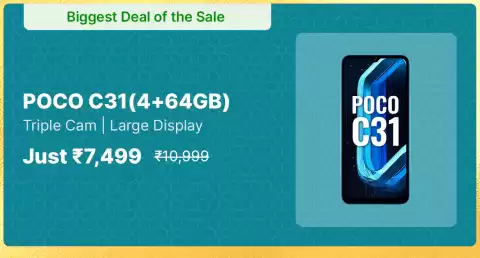 Biggest Deal of the Sale
POCO C31(4+64GB)
Triple Cam | Large Display
Just ₹7,499 ₹10,999
POCO
C31